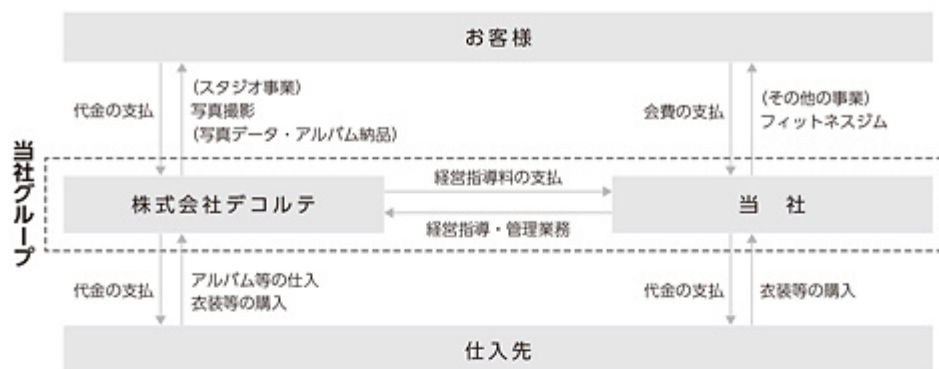 お客様
代金の支払
(スタジオ事業)
写真撮影
(写真データ・アルバム納品)
会費の支払
(その他の事業)
フィットネスジム
当社グループ
株式会社デコルテ
経営指導料の支払
経営指導・管理業務
当 社
代金の支払
アルバム等の仕入
衣装等の購入
代金の支払
衣装等の購入
仕入先